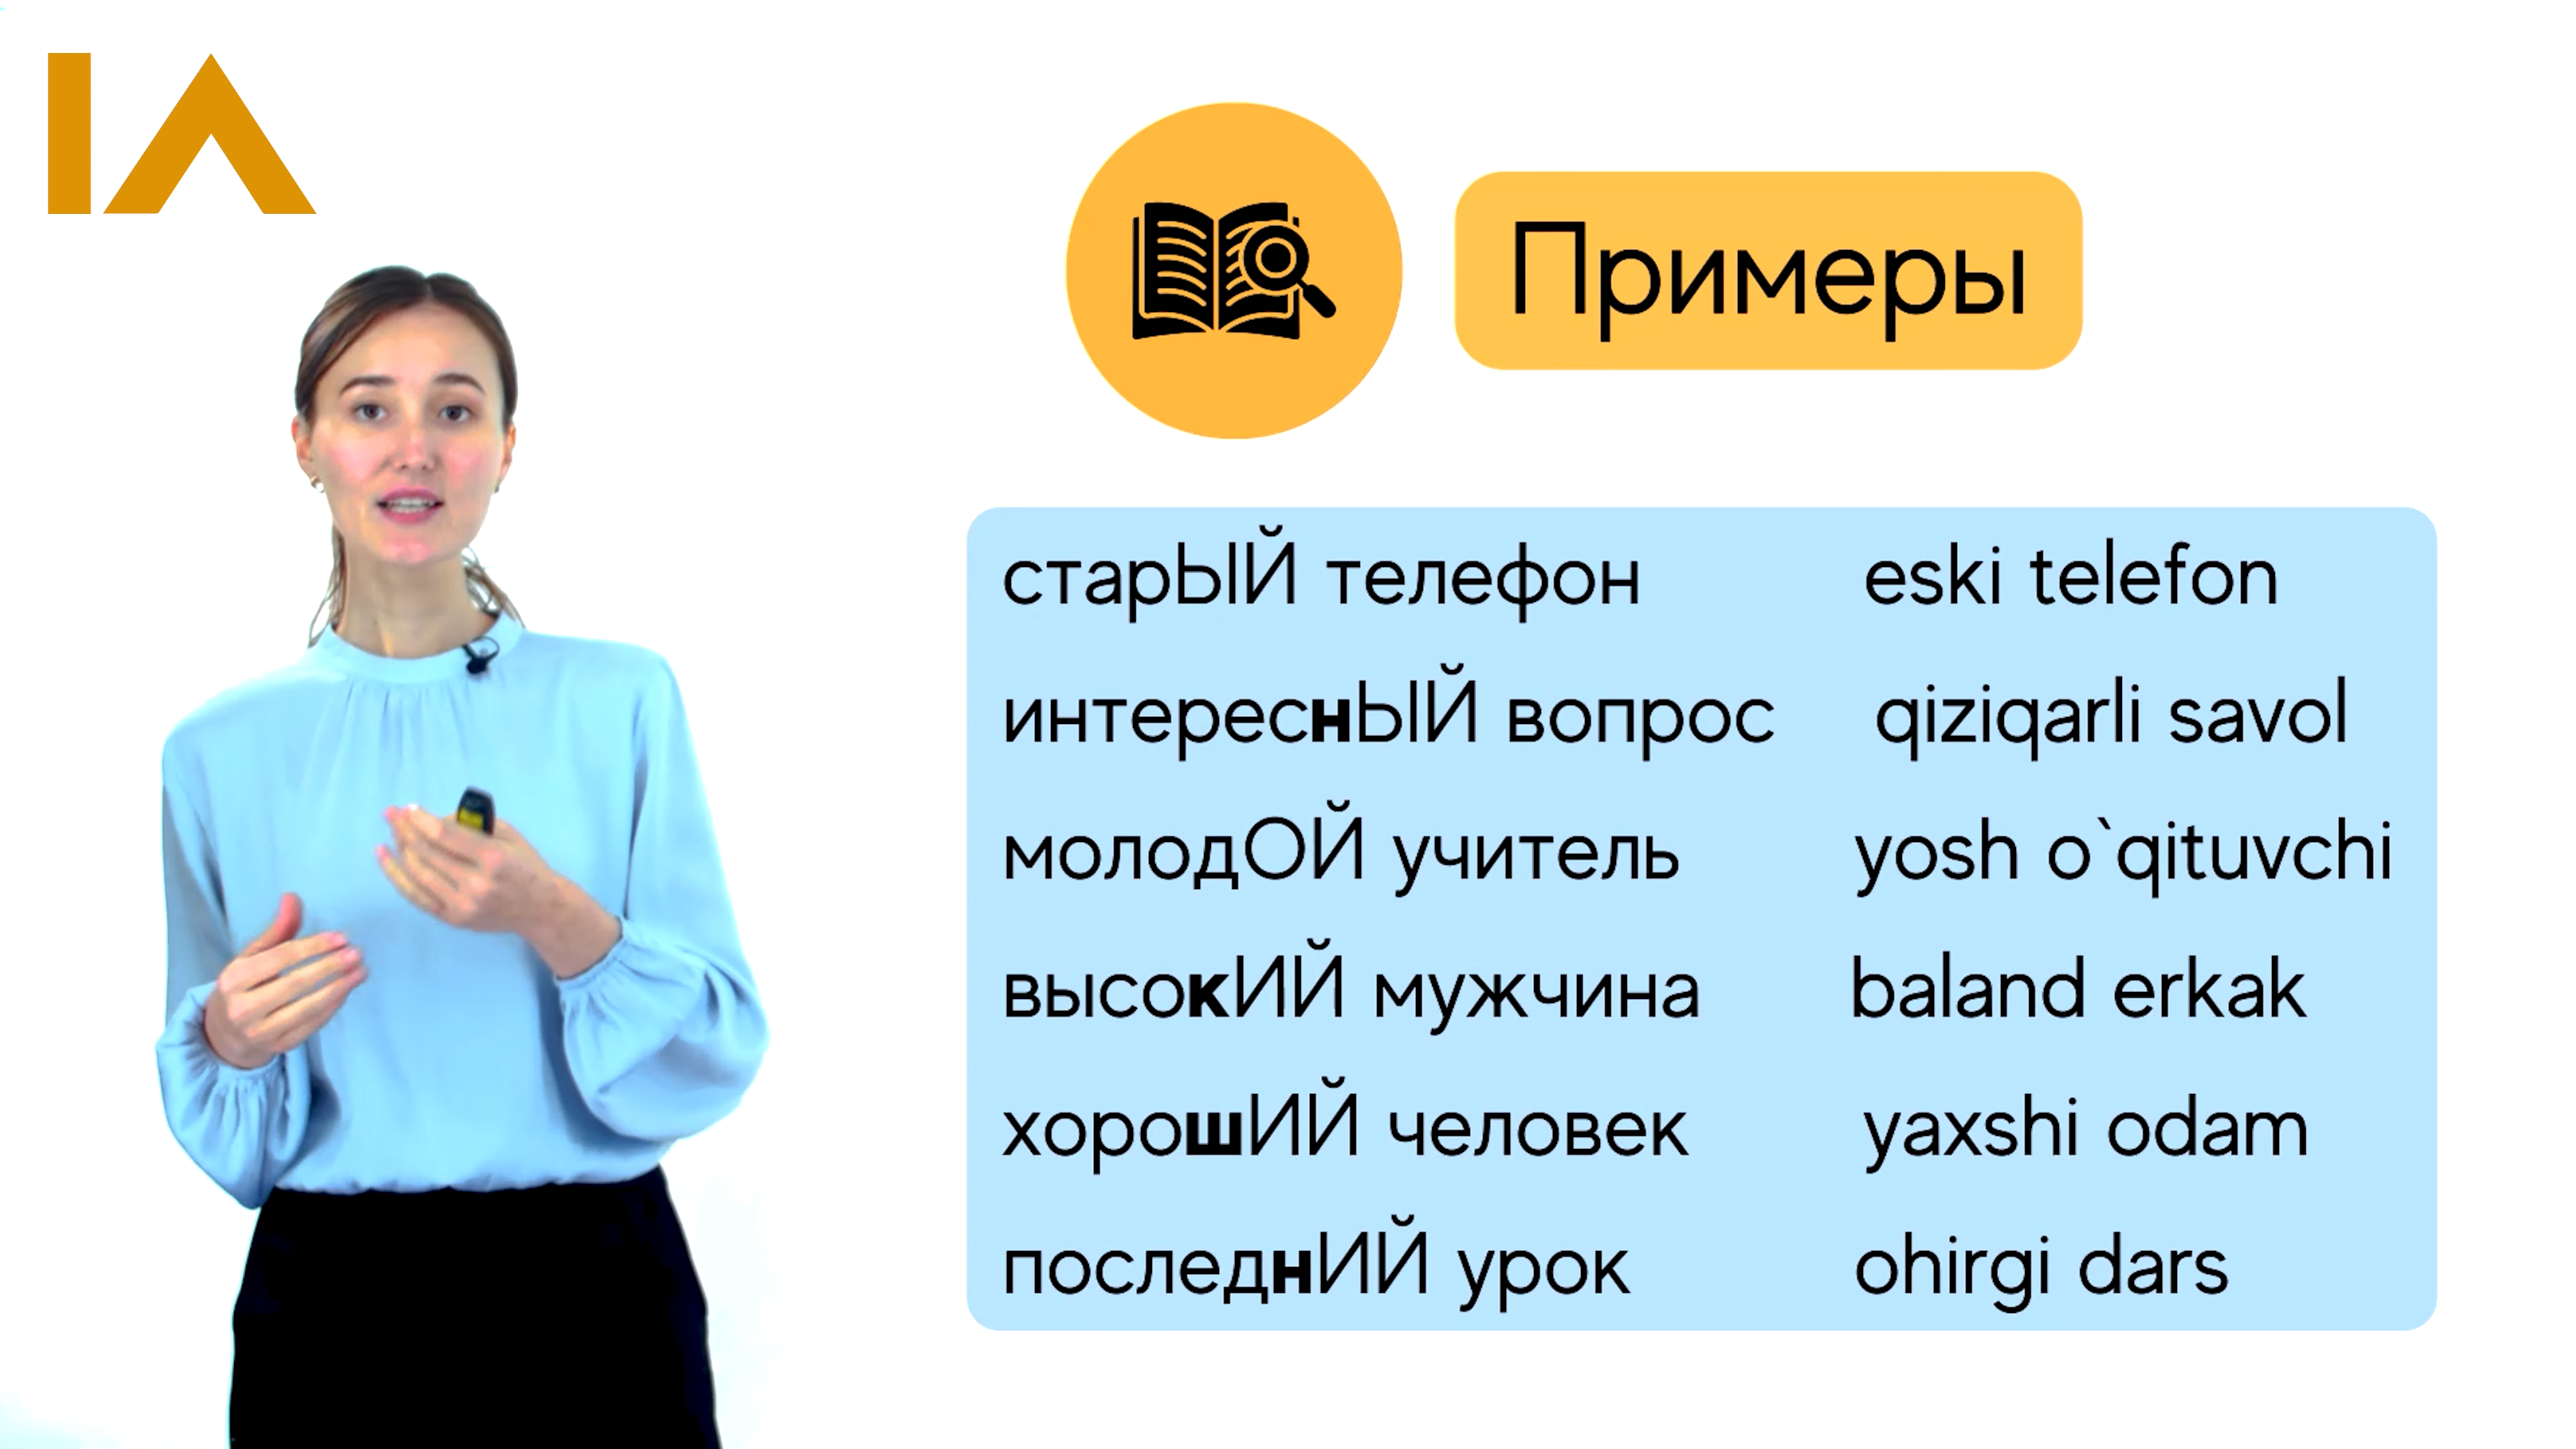 IA
Примеры
старЫЙ телефон eski telefon
интереснЫЙ вопрос qiziqarli savol
молодОЙ учитель yosh o`qituvchi
высокИЙ мужчина baland erkak
хорошИЙ человек yaxshi odam
последнИЙ урок ohirgi dars